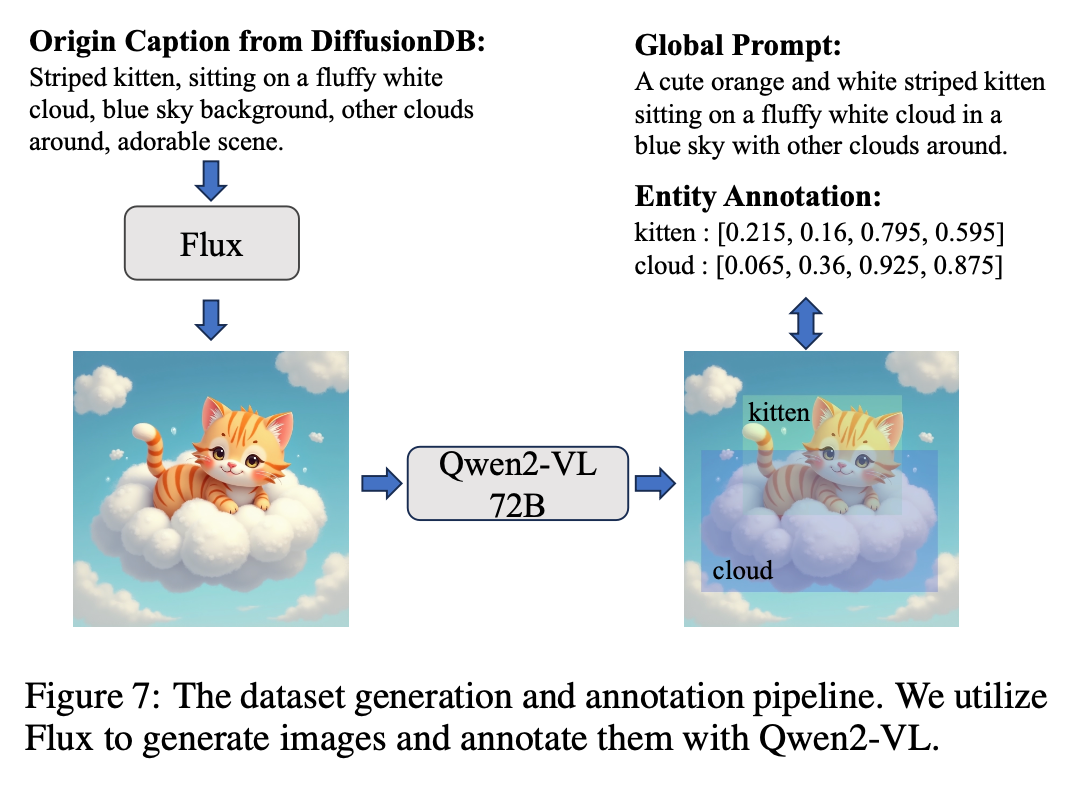 Origin Caption from DiffusionDB:
Striped kitten, sitting on a fluffy white
cloud, blue sky background, other clouds
around, adorable scene.
Flux
Global Prompt:
A cute orange and white striped kitten
sitting on a fluffy white cloud in a
blue sky with other clouds around.
Entity Annotation:
kitten : [0.215, 0.16, 0.795, 0.595]
cloud : [0.065, 0.36, 0.925, 0.875]
Qwen2-VL
72B
kitten
cloud
Figure 7: The dataset generation and annotation pipeline. We utilize
Flux to generate images and annotate them with Qwen2-VL.